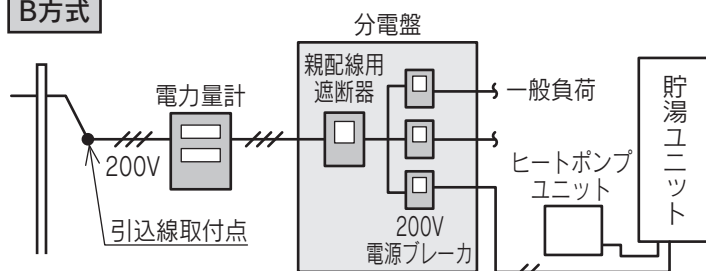 B方式
分電盤
親配線用
遮断器
一般負荷
電力量計
200V
引込線取付点
200V
電源ブレーカ
ヒートポンプ
ユニット
貯湯ユニット